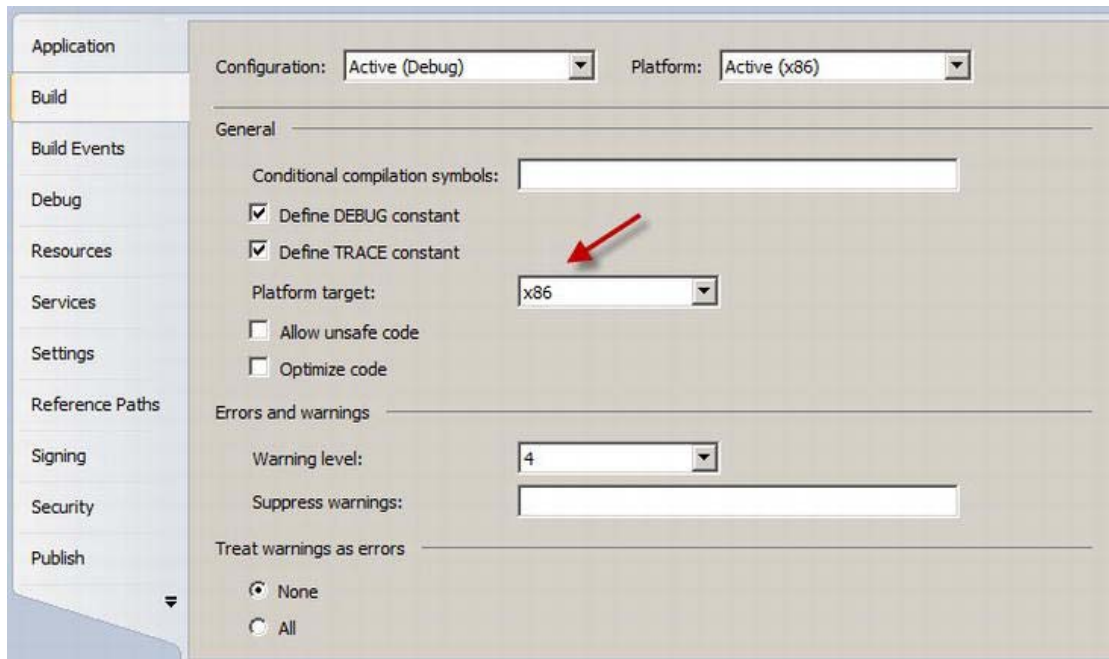 Application
Build
Build Events
Debug
Resources
Services
Settings
Reference Paths
Signing
Security
Publish
Configuration: Active (Debug) Platform: Active (x86)
General
Conditional compilation symbols:
Define DEBUG constant
Define TRACE constant
Platform target: x86
Allow unsafe code
Optimize code
Errors and warnings
Warning level: 4
Suppress warnings:
Treat warnings as errors
None
All